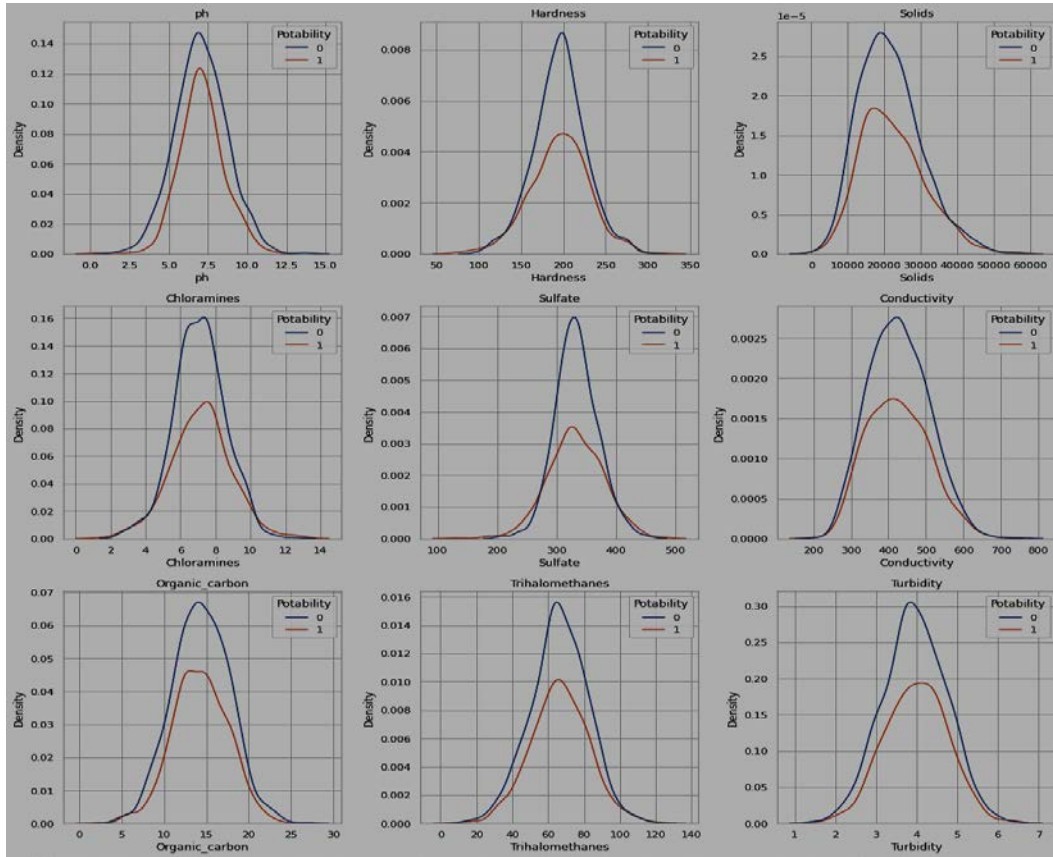 ph
Potability
0
1
0.14
0.12
0.10
0.08
0.06
0.04
0.02
0.00
Density
0.0 2.5 5.0 7.5 10.0 12.5 15.0
ph
Hardness
Potability
0
1
0.008
0.006
0.004
0.002
0.000
Density
50 100 150 200 250 300 350
Hardness
Solids
1e−5
Potability
0
1
2.5
2.0
1.5
1.0
0.5
0.0
Density
0 10000 20000 30000 40000 50000 60000
Solids
Chloramines
Potability
0
1
0.16
0.14
0.12
0.10
0.08
0.06
0.04
0.02
0.00
Density
0 2 4 6 8 10 12 14
Chloramines
Sulfate
Potability
0
1
0.007
0.006
0.005
0.004
0.003
0.002
0.001
0.000
Density
100 200 300 400 500
Sulfate
Conductivity
Potability
0
1
0.0025
0.0020
0.0015
0.0010
0.0005
0.0000
Density
200 300 400 500 600 700 800
Conductivity
Organic_carbon
Potability
0
1
0.07
0.06
0.05
0.04
0.03
0.02
0.01
0.00
Density
0 5 10 15 20 25 30
Organic_carbon
Trihalomethanes
Potability
0
1
0.016
0.014
0.012
0.010
0.008
0.006
0.004
0.002
0.000
Density
0 20 40 60 80 100 120 140
Trihalomethanes
Turbidity
Potability
0
1
0.30
0.25
0.20
0.15
0.10
0.05
0.00
Density
1 2 3 4 5 6 7
Turbidity